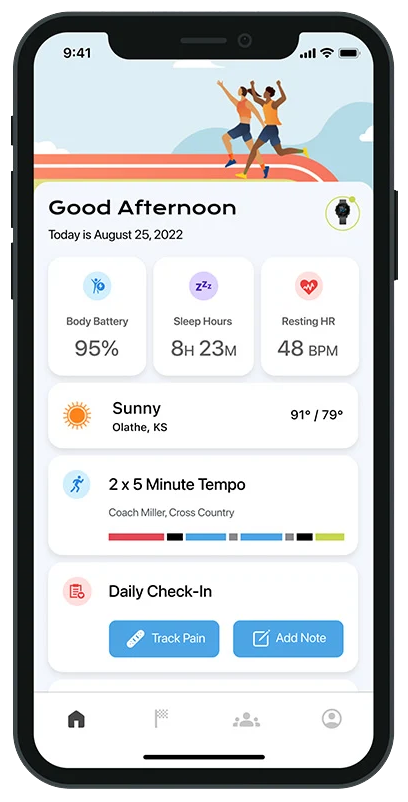 9:41
Good Afternoon
Today is August 25, 2022
Body Battery
95%
Sleep Hours
8H 23M
Resting HR
48 BPM
Sunny
Olathe, KS
91° / 79°
2 x 5 Minute Tempo
Coach Miller, Cross Country
Daily Check-In
Track Pain
Add Note